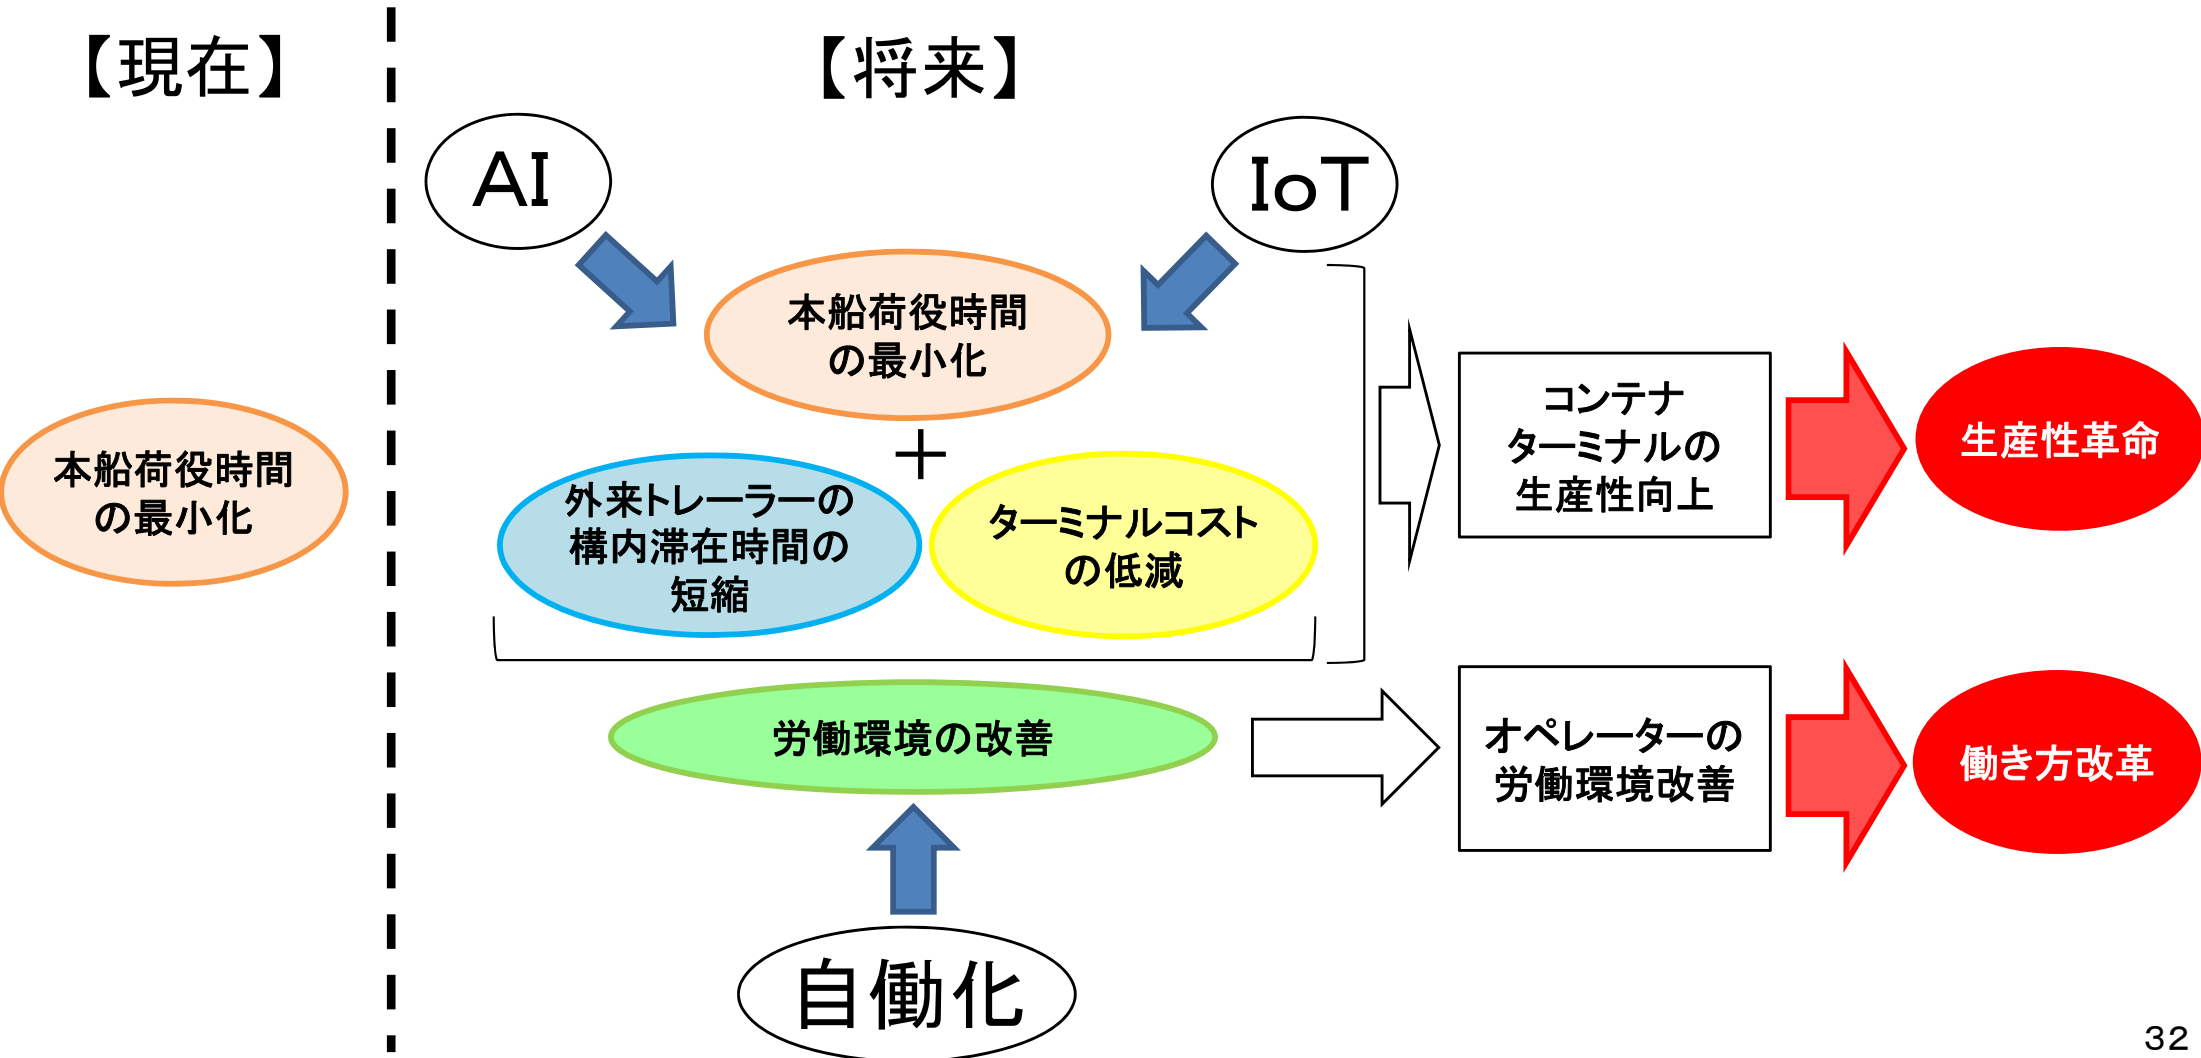 【現在】
【将来】
AI
IoT
本船荷役時間
の最小化
本船荷役時間
の最小化
+
外来トレーラーの
構内滞在時間の
短縮
ターミナルコスト
の低減
労働環境の改善
自働化
コンテナ
ターミナルの
生産性向上
生産性革命
オペレーターの
労働環境改善
働き方改革
32